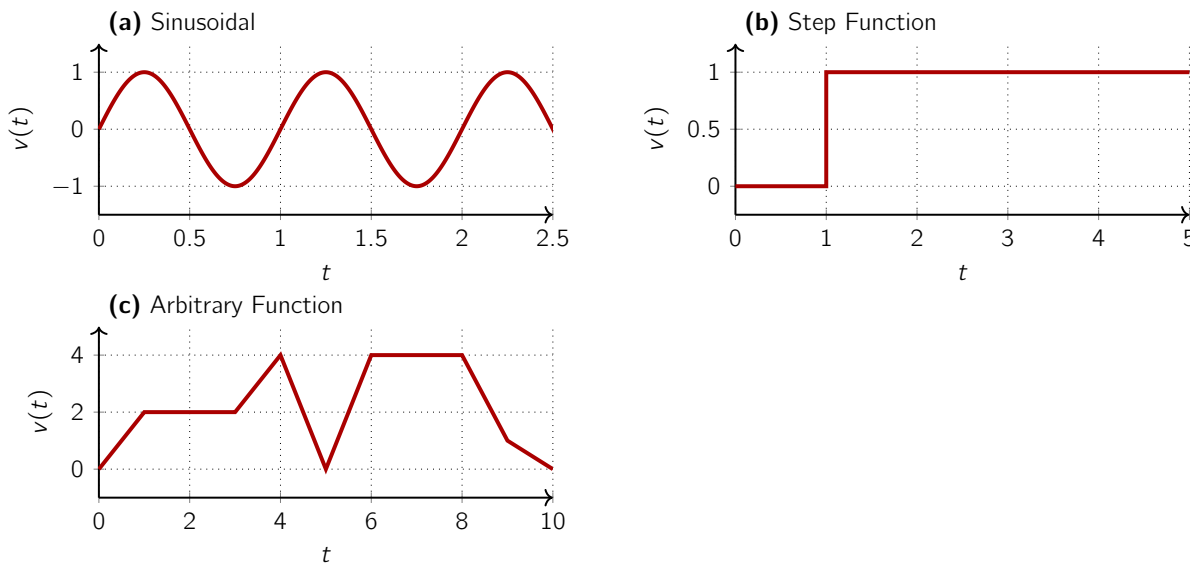 (a) Sinusoidal
1
0
−1
v(t)
0 0.5 1 1.5 2 2.5
t
(b) Step Function
1
0.5
0
v(t)
0 1 2 3 4 5
t
(c) Arbitrary Function
4
2
0
v(t)
0 2 4 6 8 10
t